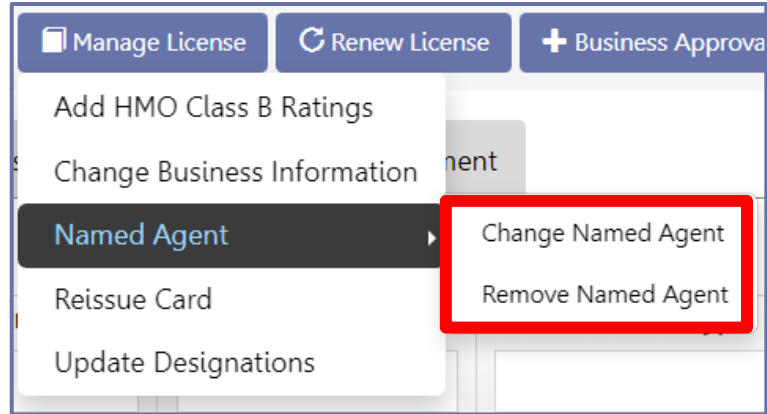 Manage License
Renew License
Business Approva
Add HMO Class B Ratings
Change Business Information
ment
Named Agent
Change Named Agent
Remove Named Agent
Reissue Card
Update Designations